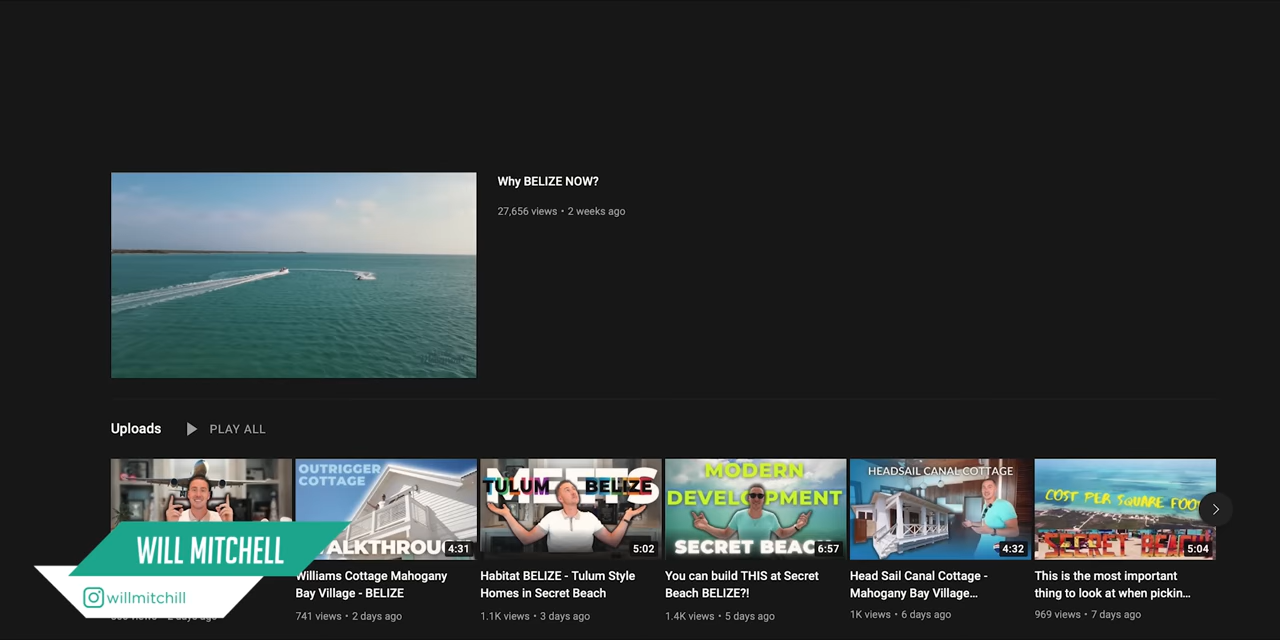 Why BELIZE NOW?
27,656 views • 2 weeks ago
Uploads
PLAY ALL
OUTRIGGER
COTTAGE
ALKTHROU
4:31
MEETS
TULUM BELIZE
5:02
MODERN
DEVELOPMENT
SECRET BEAC
6:57
HEADSAIL CANAL COTTAGE
4:32
COST PER SQUARE FOO
SECRET BEACH
5:04
WILL MITCHELL
willmitchill
Williams Cottage Mahogany
Bay Village - BELIZE
741 views • 2 days ago
Habitat BELIZE - Tulum Style
Homes in Secret Beach
1.1K views • 3 days ago
You can build THIS at Secret
Beach BELIZE?!
1.4K views • 5 days ago
Head Sail Canal Cottage -
Mahogany Bay Village...
1K views • 6 days ago
This is the most important
thing to look at when pickin...
969 views • 7 days ago